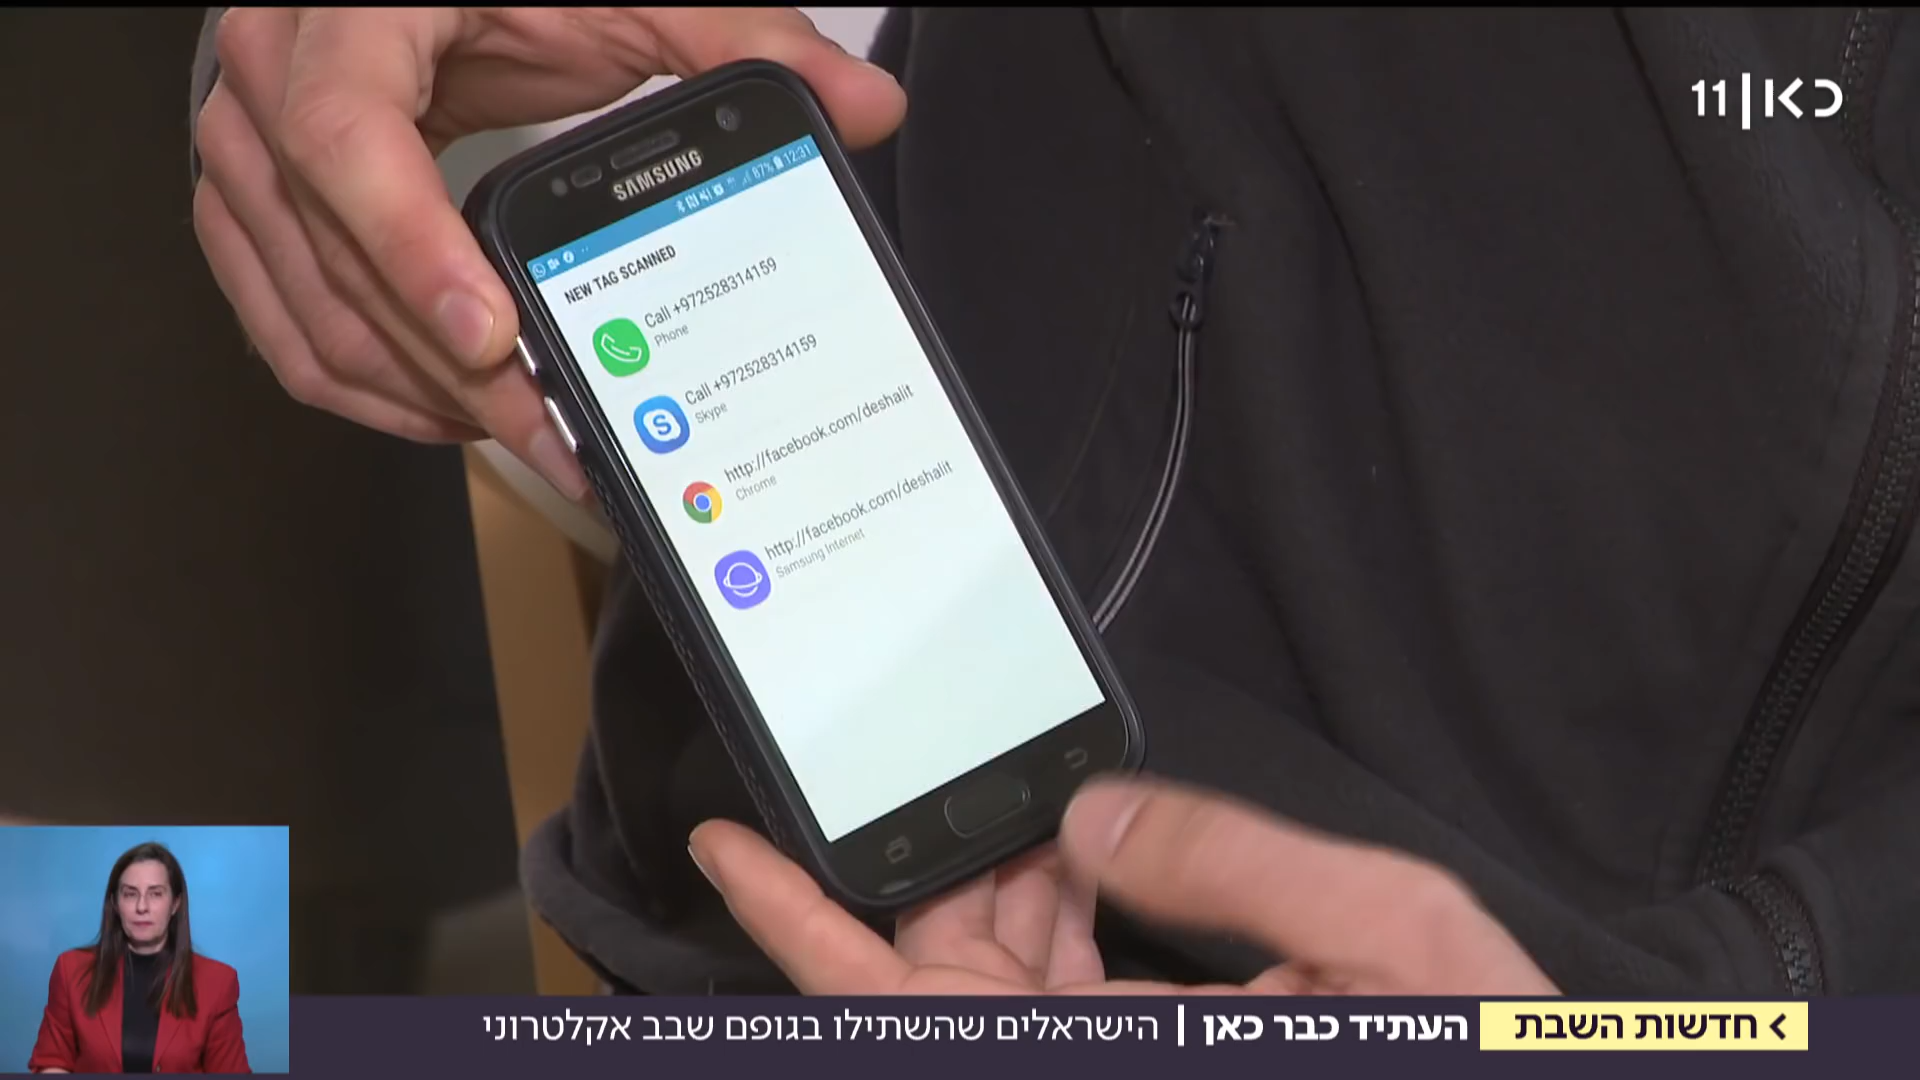 כאן 11
SAMSUNG
87% 12:31
NEW TAG SCANNED
Call +972528314159
Phone
Call +972528314159
Skype
http://facebook.com/deshalit
Chrome
http://facebook.com/deshalit
Samsung Internet
חדשות השבת
העתיד כבר כאן | הישראלים שהשתילו בגופם שבב אקלטרוני